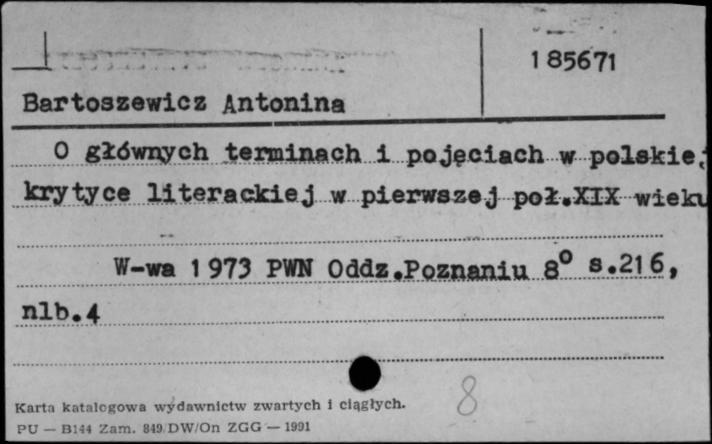 185671
Bartoszewicz Antonina
O głównych terminach i pojęciach w polskiej
krytyce literackiej w pierwszej poł.XIX wieku
W-wa 1973 PWN Oddz.Poznaniu 8° s.216,
nlb.4
8
Karta katalogowa wydawnictw zwartych i ciągłych.
PU — B144 Zam. 849/DW/On ZGG — 1991